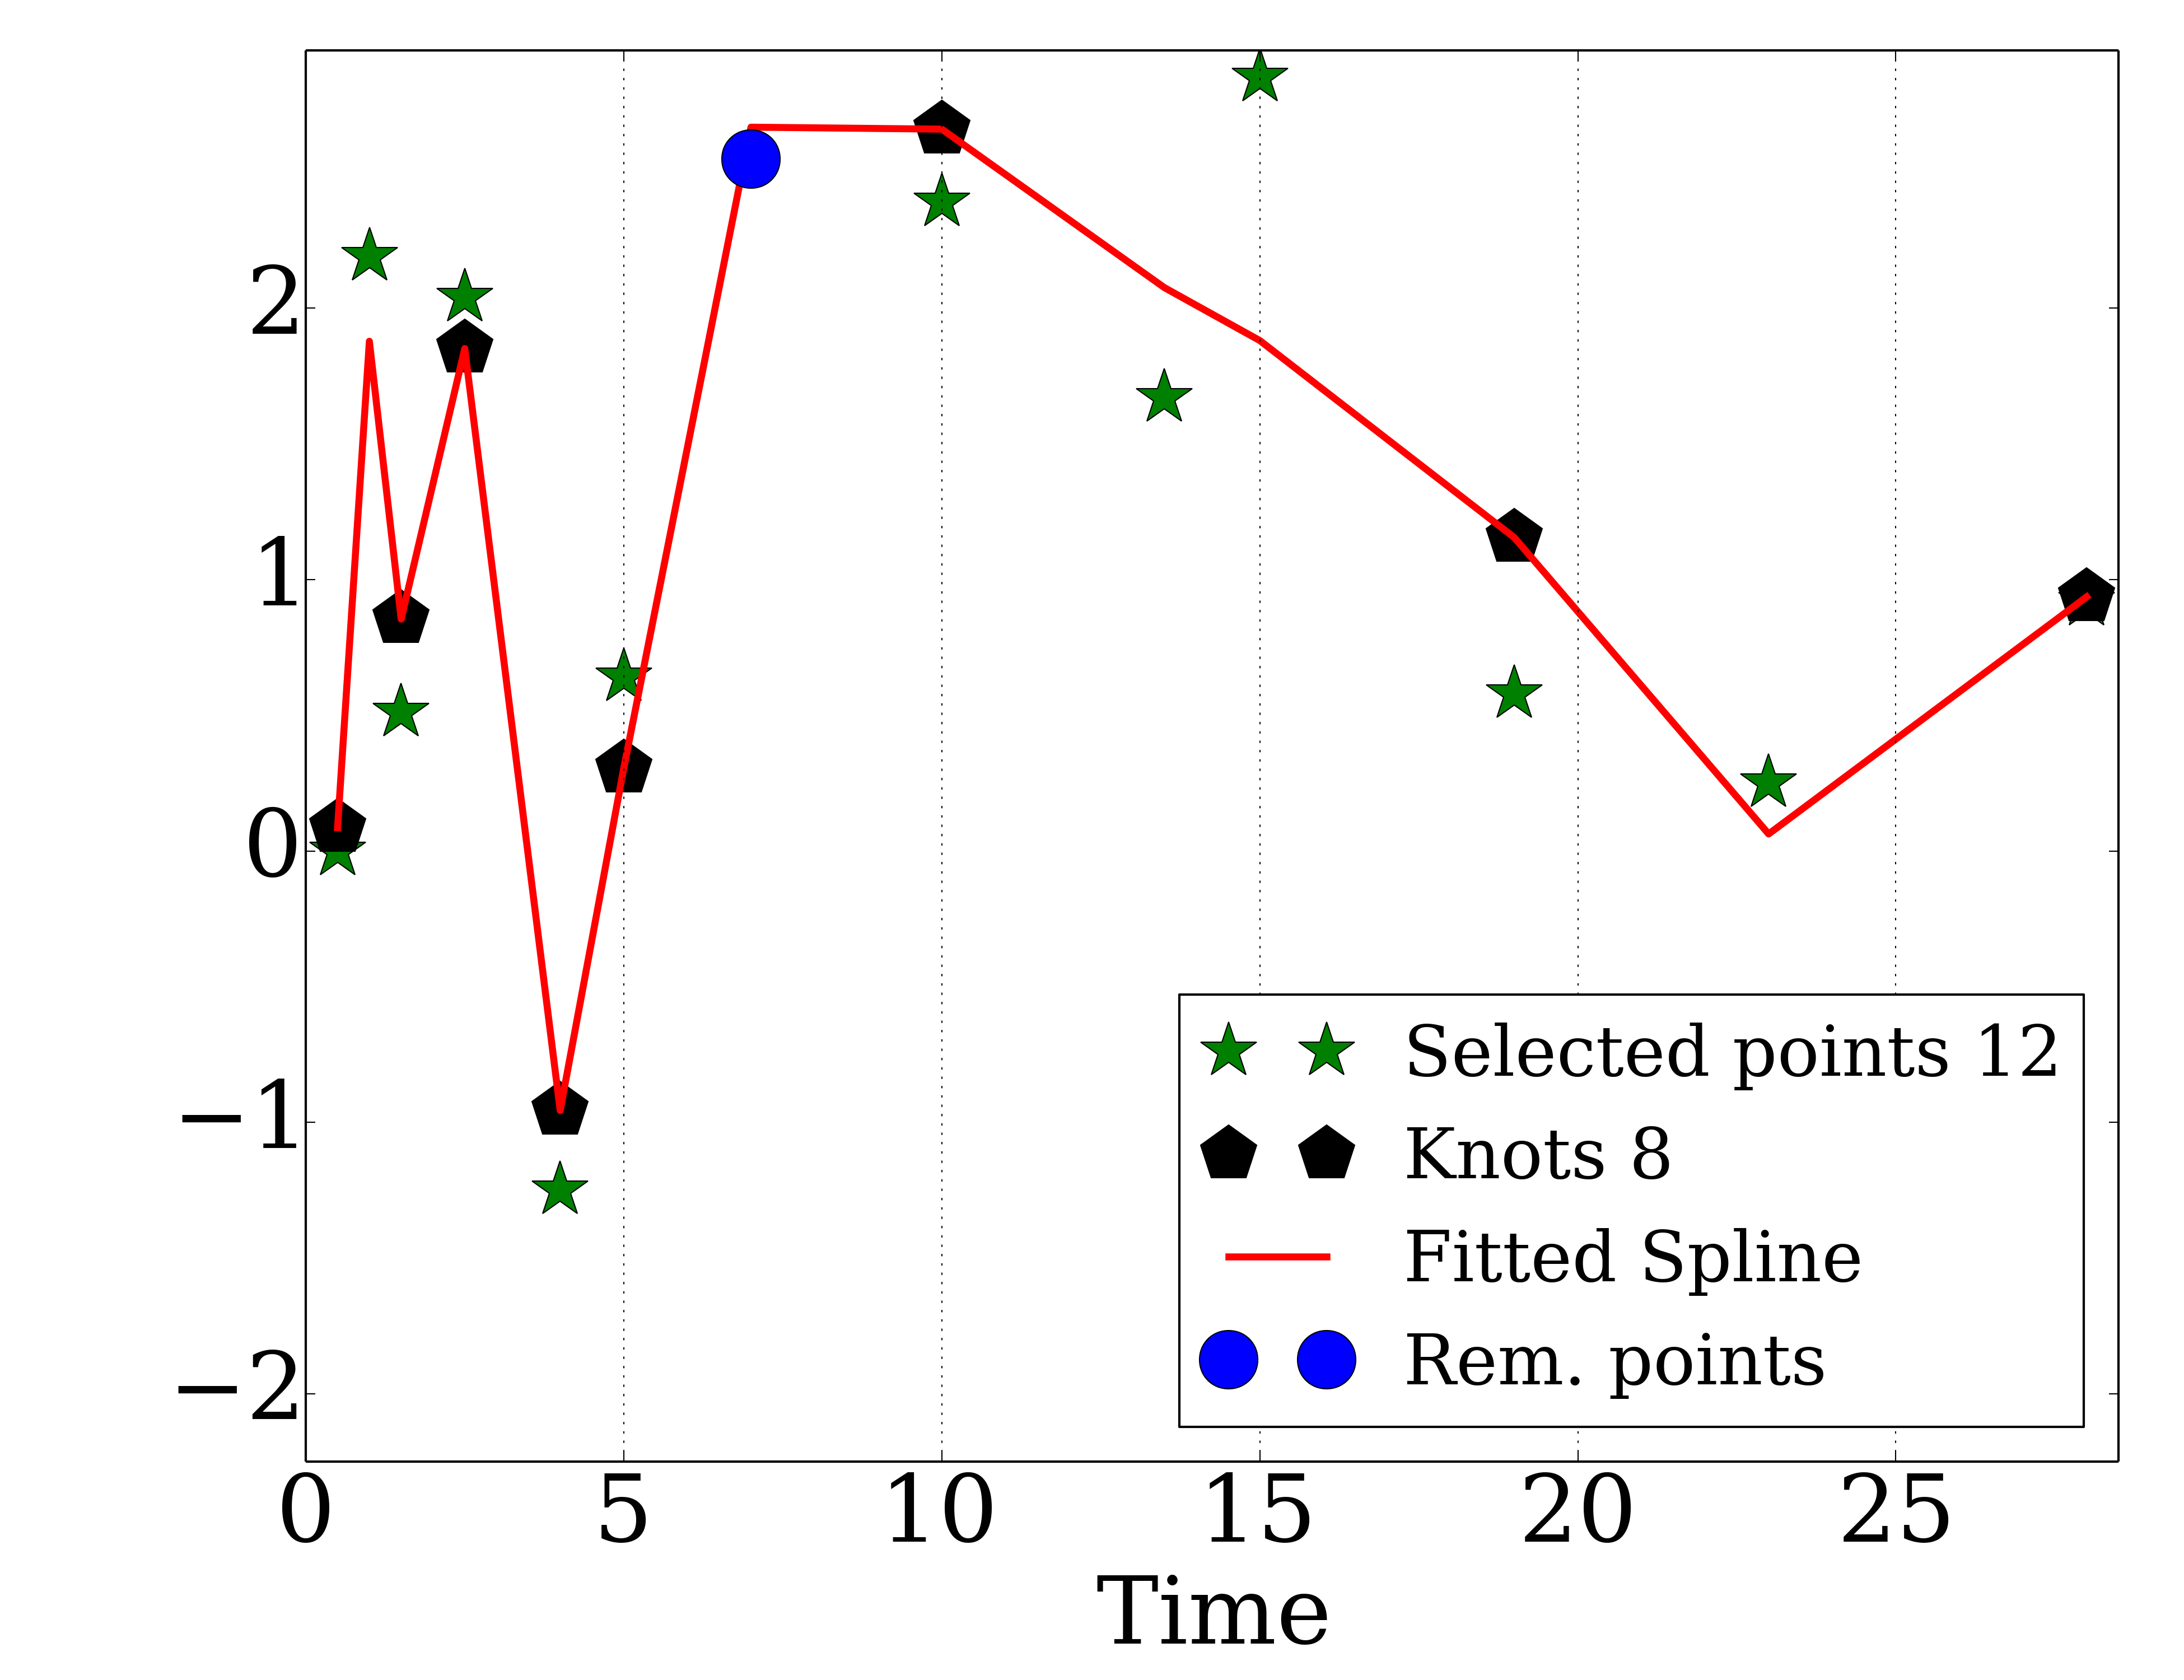 2
1
0
−1
−2
Selected points 12
Knots 8
Fitted Spline
Rem. points
0 5 10 15 20 25
Time